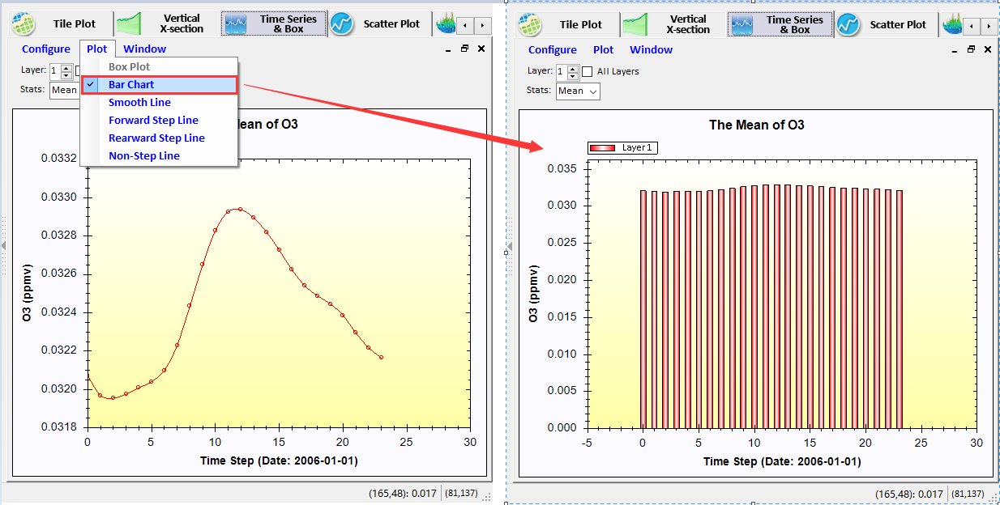 Tile Plot
Vertical
X-section
Time Series
& Box
Scatter Plot
Configure Plot Window
Layer: 1
Stats: Mean
Box Plot
Bar Chart
Smooth Line
Forward Step Line
Rearward Step Line
Non-Step Line
ean of O3
0.0332
0.0330
0.0328
0.0326
0.0324
0.0322
0.0320
0.0318
O3 (ppmv)
0 5 10 15 20 25 30
Time Step (Date: 2006-01-01)
(165,48): 0.017 (81,137)
Tile Plot
Vertical
X-section
Time Series
& Box
Scatter Plot
Configure Plot Window
Layer: 1 All Layers
Stats: Mean
The Mean of O3
Layer 1
0.035
0.030
0.025
0.020
0.015
0.010
0.005
0.000
O3 (ppmv)
-5 0 5 10 15 20 25 30
Time Step (Date: 2006-01-01)
(165,48): 0.017 (81,137)